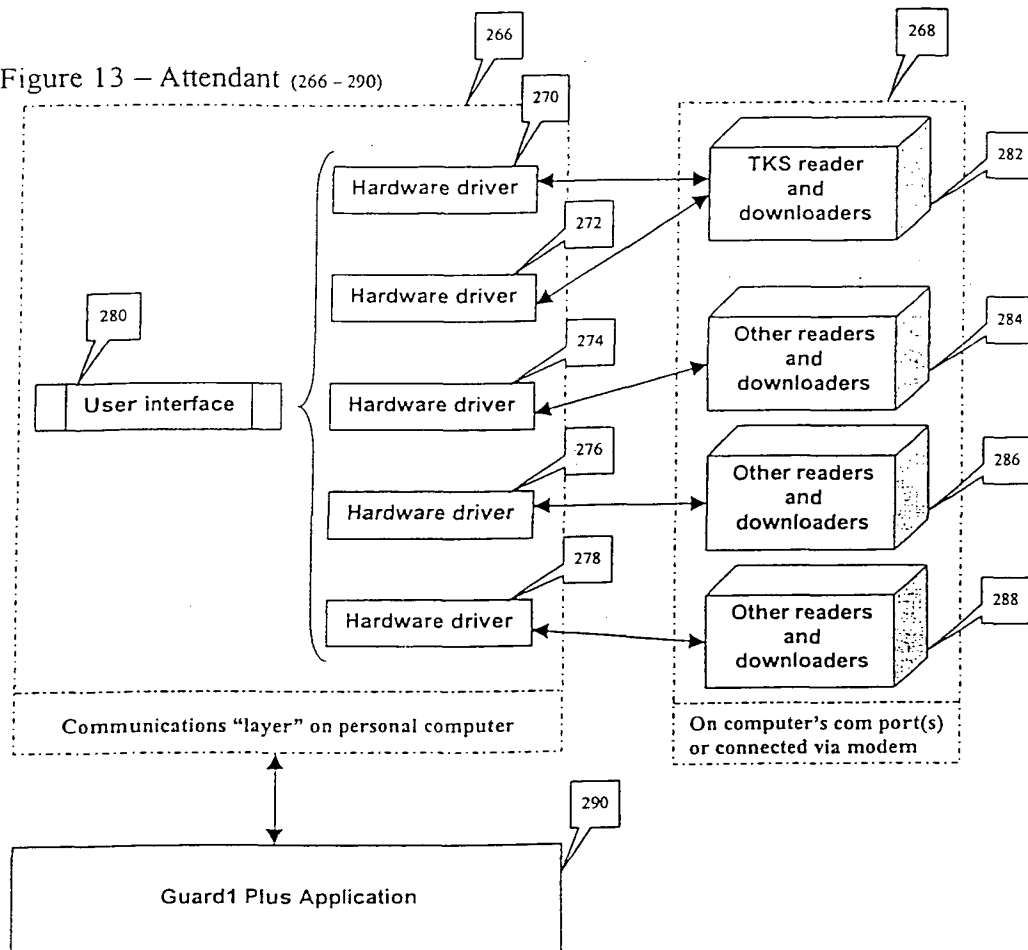 266
268
Figure 13 – Attendant (266 – 290)
270
Hardware driver
TKS reader
and
downloaders
282
272
Hardware driver
280
User interface
274
Hardware driver
Other readers
and
downloaders
284
276
Hardware driver
Other readers
and
downloaders
286
278
Hardware driver
Other readers
and
downloaders
288
Communications "layer" on personal computer
On computer's com port(s)
or connected via modem
290
Guard1 Plus Application